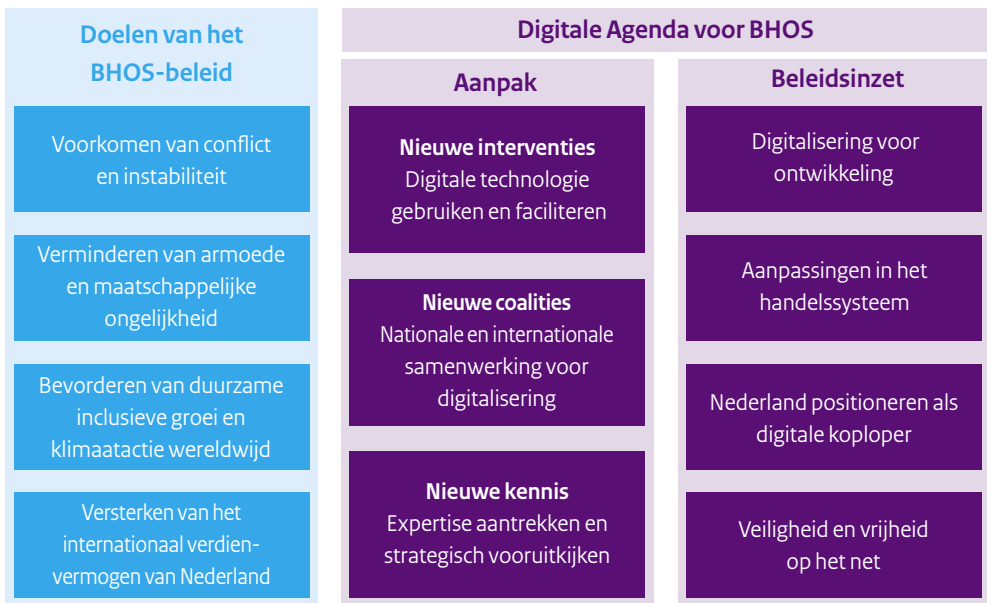 Doelen van het
BHOS-beleid
Voorkomen van conflict
en instabiliteit
Verminderen van armoede
en maatschappelijke
ongelijkheid
Bevorderen van duurzame
inclusieve groei en
klimaatactie wereldwijd
Versterken van het
internationaal verdien-
vermogen van Nederland
Digitale Agenda voor BHOS
Aanpak
Nieuwe interventies
Digitale technologie
gebruiken en faciliteren
Nieuwe coalities
Nationale en internationale
samenwerking voor
digitalisering
Nieuwe kennis
Expertise aantrekken en
strategisch vooruitkijken
Beleidsinzet
Digitalisering voor
ontwikkeling
Aanpassingen in het
handelssysteem
Nederland positioneren als
digitale koploper
Veiligheid en vrijheid
op het net